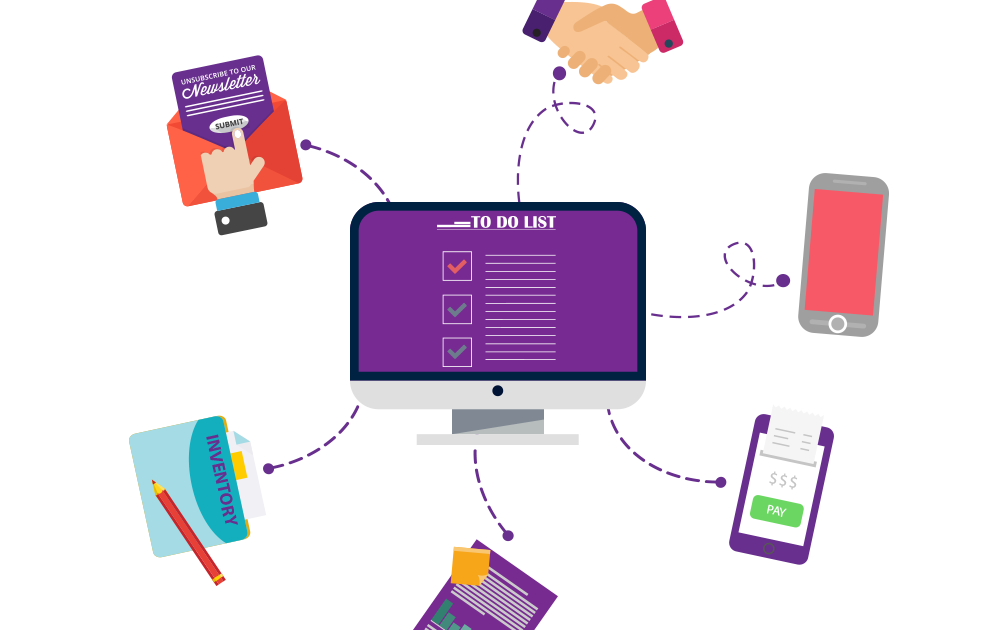 UNSUBSCRIBE TO OUR
Newsletter
SUBMIT
TO DO LIST
$$$
PAY
INVENTORY